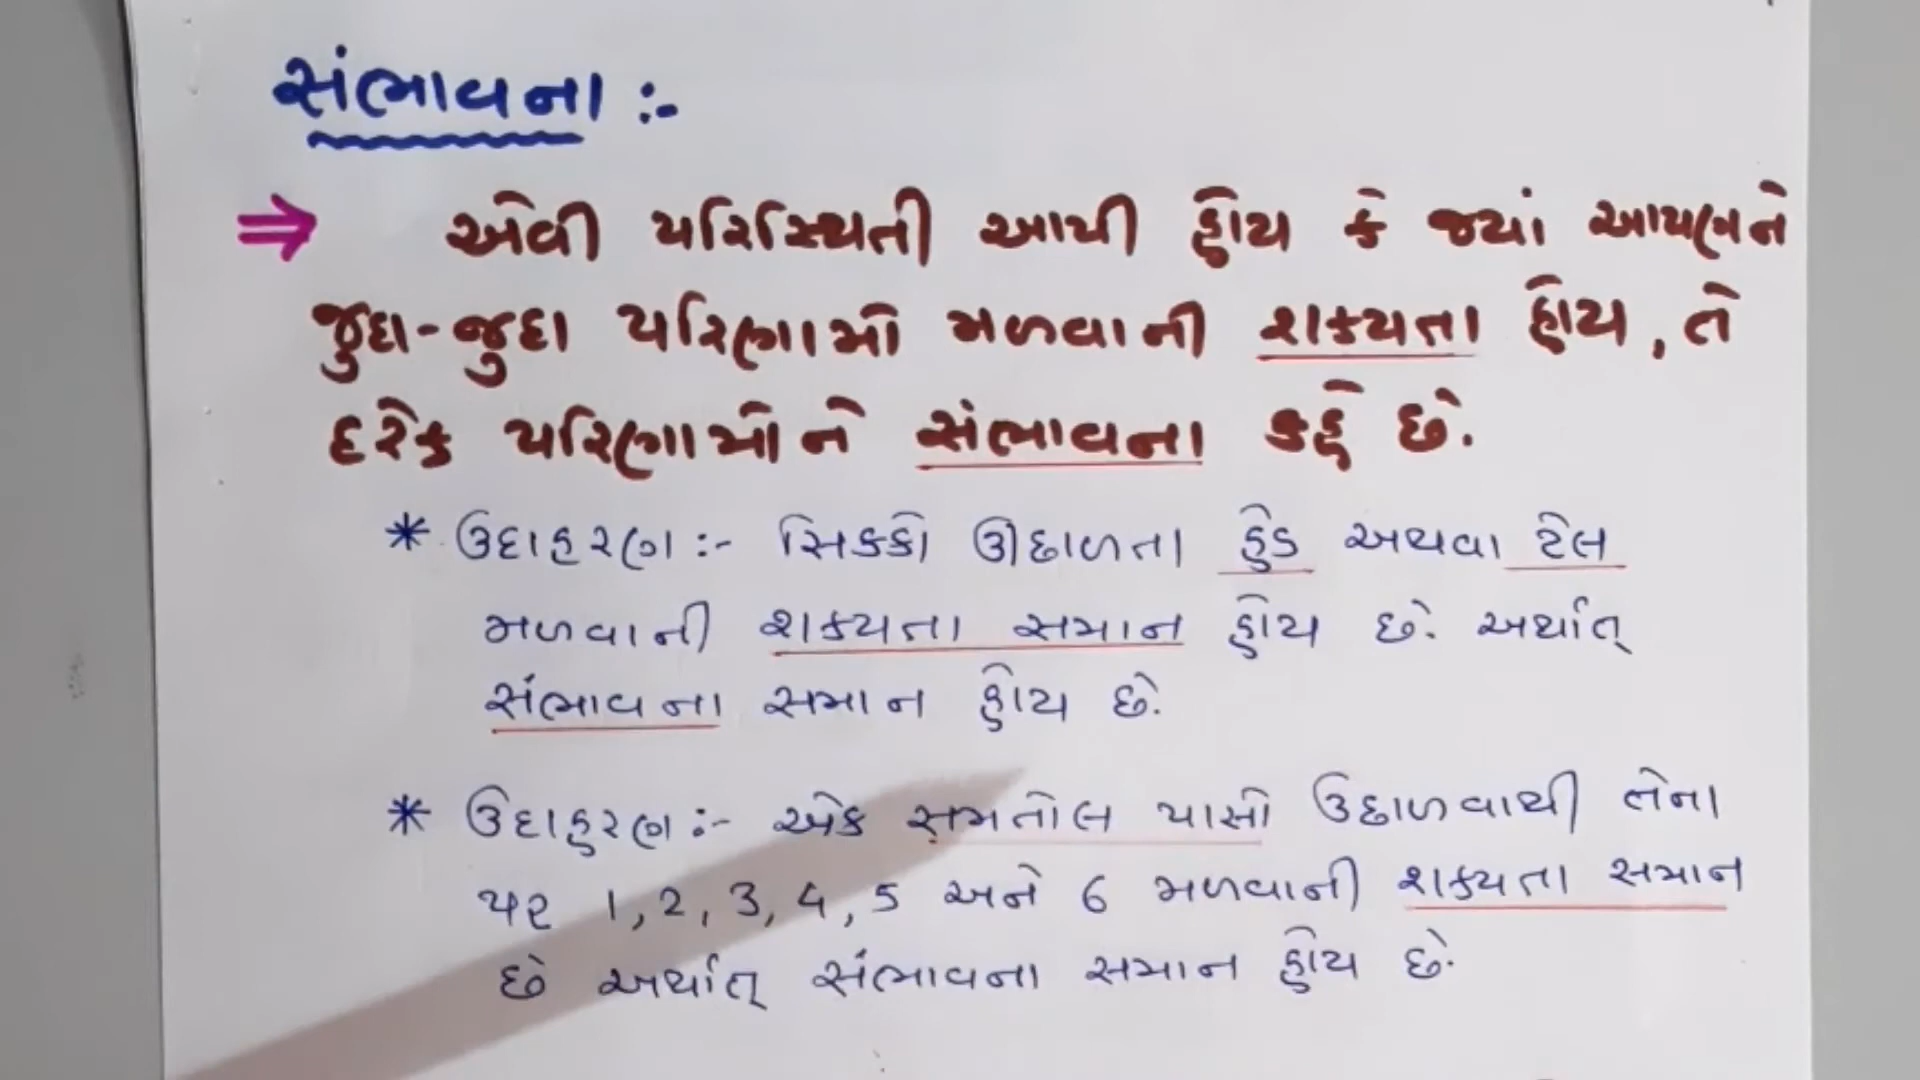 સંભાવના :-
⇒ એવી પરિસ્થિતી આપી હોય કે જ્યાં આપણને
જુદા-જુદા પરિણામો મળવાની શક્યતા હોય, તે
દરેક પરિણામોને સંભાવના કહે છે.
* ઉદાહરણ :- સિક્કો ઊછાળતા હેડ અથવા ટેલ
મળવાની શક્યતા સમાન હોય છે. અર્થાત્
સંભાવના સમાન હોય છે.
* ઉદાહરણ :- એક સમતોલ પાસો ઉછાળવાથી તેના
પર 1, 2, 3, 4, 5 અને 6 મળવાની શક્યતા સમાન
છે અર્થાત્ સંભાવના સમાન હોય છે.